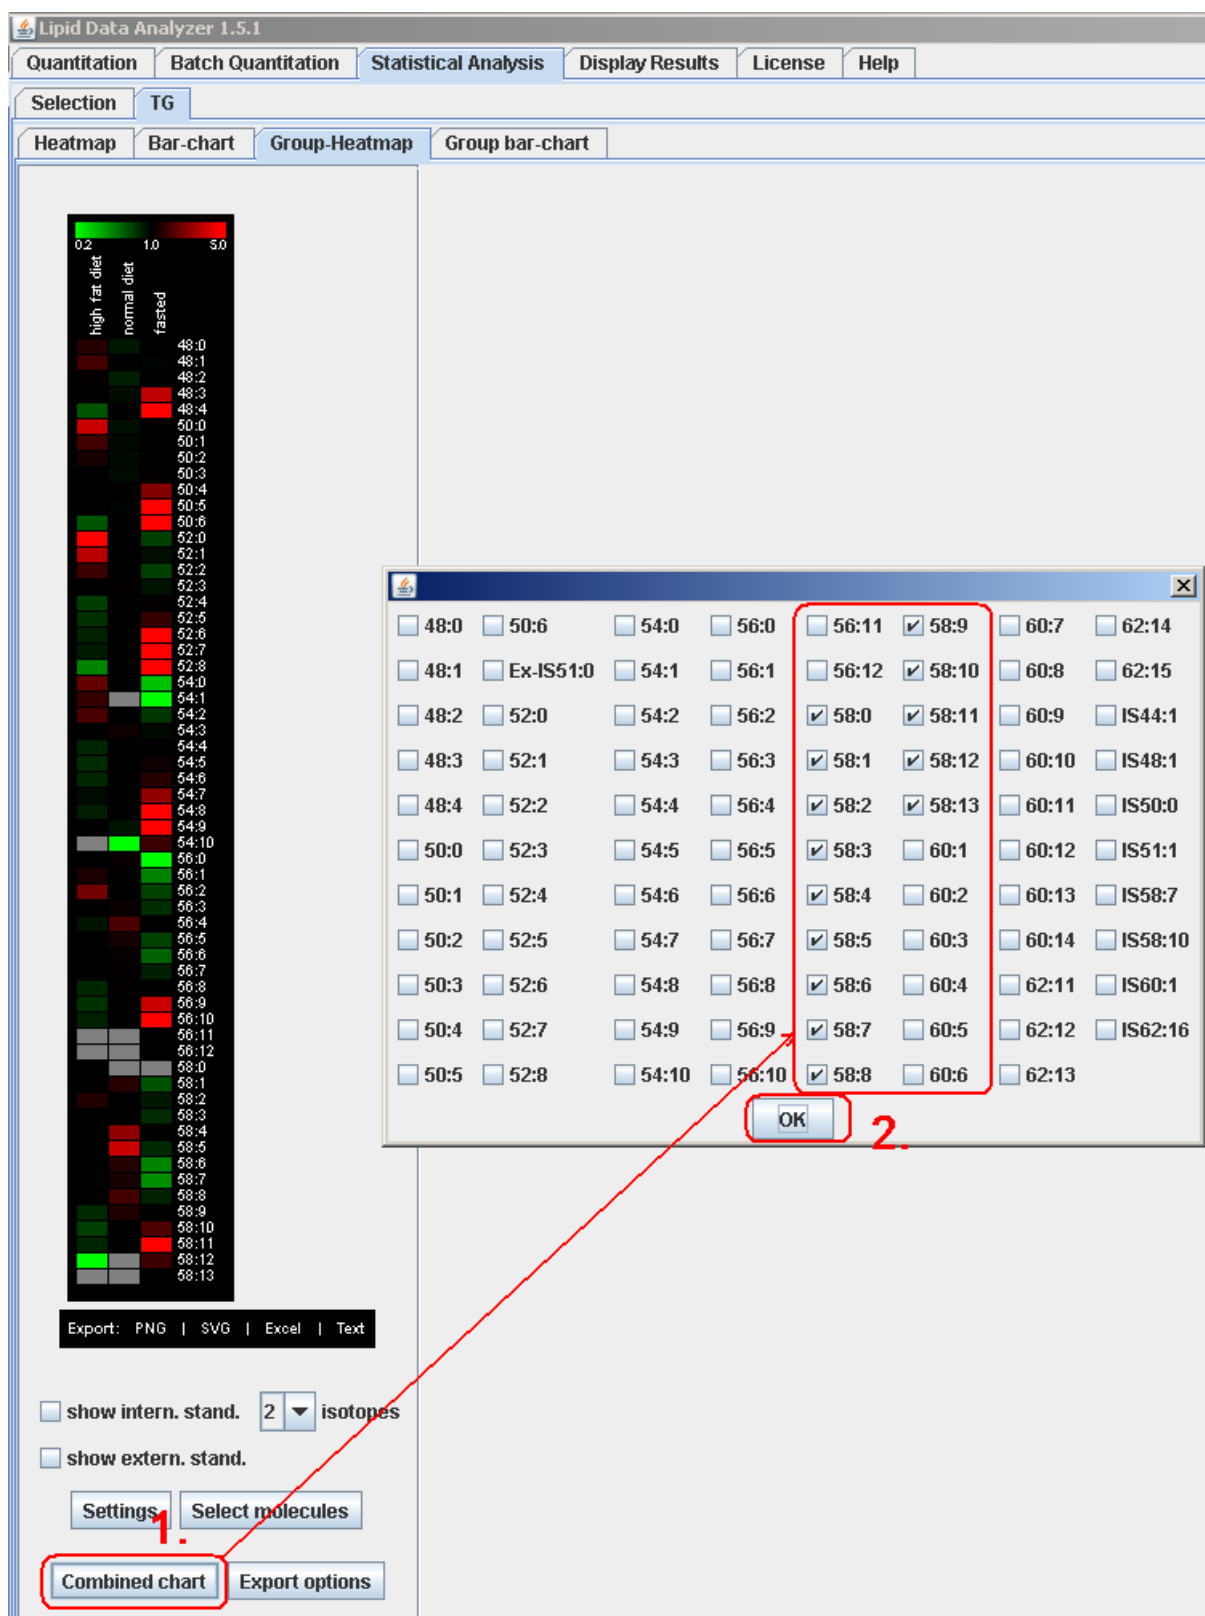 Lipid Data Analyzer 1.5.1
Quantitation Batch Quantitation Statistical Analysis Display Results License Help
Selection TG
Heatmap Bar-chart Group-Heatmap Group bar-chart
0.2 1.0 5.0
high fat diet normal diet fasted
48:0
48:1
48:2
48:3
48:4
50:0
50:1
50:2
50:3
50:4
50:5
50:6
52:0
52:1
52:2
52:3
52:4
52:5
52:6
52:7
52:8
54:0
54:1
54:2
54:3
54:4
54:5
54:6
54:7
54:8
54:9
54:10
56:0
56:1
56:2
56:3
56:4
56:5
56:6
56:7
56:8
56:9
56:10
56:11
56:12
58:0
58:1
58:2
58:3
58:4
58:5
58:6
58:7
58:8
58:9
58:10
58:11
58:12
58:13
Export: PNG | SVG | Excel | Text
show intern. stand. 2 isotopes
show extern. stand.
Settings Select molecules
1.
Combined chart Export options
48:0 50:6 54:0 56:0 56:11 58:9 60:7 62:14
48:1 Ex-IS51:0 54:1 56:1 56:12 58:10 60:8 62:15
48:2 52:0 54:2 56:2 58:0 58:11 60:9 IS44:1
48:3 52:1 54:3 56:3 58:1 58:12 60:10 IS48:1
48:4 52:2 54:4 56:4 58:2 58:13 60:11 IS50:0
50:0 52:3 54:5 56:5 58:3 60:1 60:12 IS51:1
50:1 52:4 54:6 56:6 58:4 60:2 60:13 IS58:7
50:2 52:5 54:7 56:7 58:5 60:3 60:14 IS58:10
50:3 52:6 54:8 56:8 58:6 60:4 62:11 IS60:1
50:4 52:7 54:9 56:9 58:7 60:5 62:12 IS62:16
50:5 52:8 54:10 56:10 58:8 60:6 62:13
OK 2.